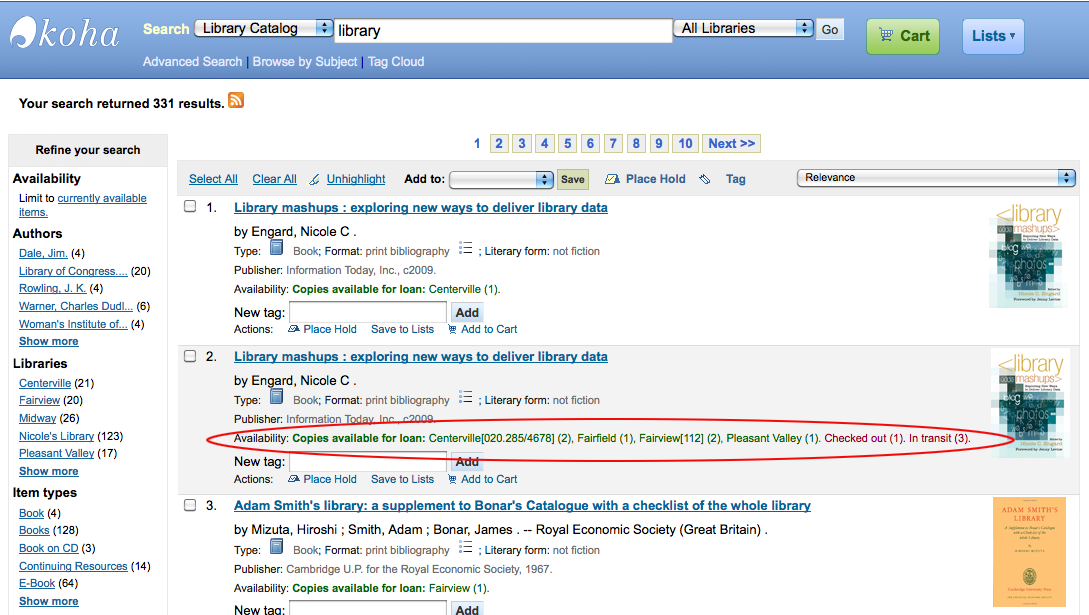 koha Search Library Catalog library All Libraries Go Cart Lists
Advanced Search | Browse by Subject | Tag Cloud
Your search returned 331 results.
Refine your search
Availability
Limit to currently available
items.
Authors
Dale, Jim. (4)
Library of Congress.... (20)
Rowling, J. K. (4)
Warner, Charles Dudl... (6)
Woman's Institute of... (4)
Show more
Libraries
Centerville (21)
Fairview (20)
Midway (26)
Nicole's Library (123)
Pleasant Valley (17)
Show more
Item types
Book (4)
Books (128)
Book on CD (3)
Continuing Resources (14)
E-Book (64)
Show more
1 2 3 4 5 6 7 8 9 10 Next >>
Select All Clear All Unhighlight Add to: Save Place Hold Tag Relevance
1. Library mashups : exploring new ways to deliver library data
by Engard, Nicole C .
Type: Book; Format: print bibliography ; Literary form: not fiction
Publisher: Information Today, Inc., c2009.
Availability: Copies available for loan: Centerville (1).
New tag: Add
Actions: Place Hold Save to Lists Add to Cart
<library
mashups>
photos
2. Library mashups : exploring new ways to deliver library data
by Engard, Nicole C .
Type: Book; Format: print bibliography ; Literary form: not fiction
Publisher: Information Today, Inc., c2009.
Availability: Copies available for loan: Centerville[020.285/4678] (2), Fairfield (1), Fairview[112] (2), Pleasant Valley (1). Checked out (1). In transit (3).
New tag: Add
Actions: Place Hold Save to Lists Add to Cart
<library
mashups>
blog
photos
3. Adam Smith's library: a supplement to Bonar's Catalogue with a checklist of the whole library
by Mizuta, Hiroshi ; Smith, Adam ; Bonar, James . -- Royal Economic Society (Great Britain) .
Type: Book; Format: print bibliography ; Literary form: not fiction
Publisher: Cambridge U.P. for the Royal Economic Society, 1967.
Availability: Copies available for loan: Fairview (1).
New tag: Add
ADAM SMITH'S
LIBRARY